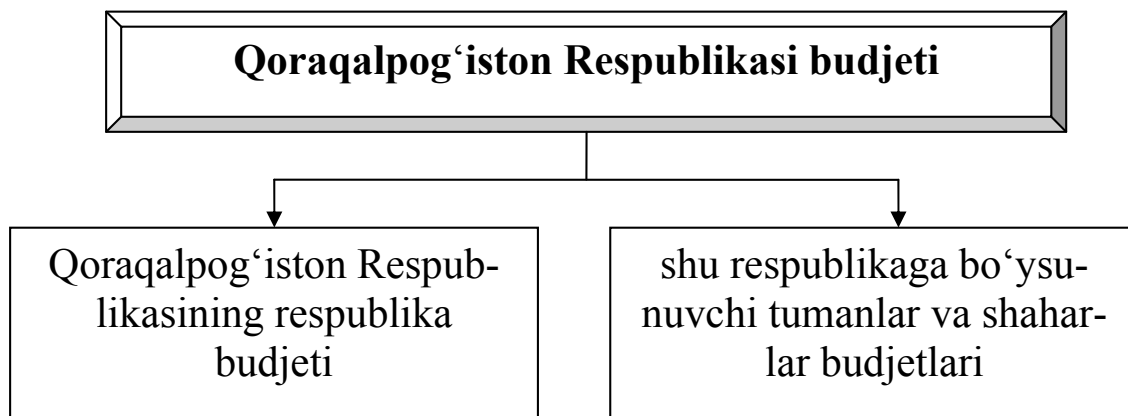 Qoraqalpog‘iston Respublikasi budjeti
Qoraqalpog‘iston Respub-
likasining respublika
budjeti
shu respublikaga bo‘ysu-
nuvchi tumanlar va shahar-
lar budjetlari